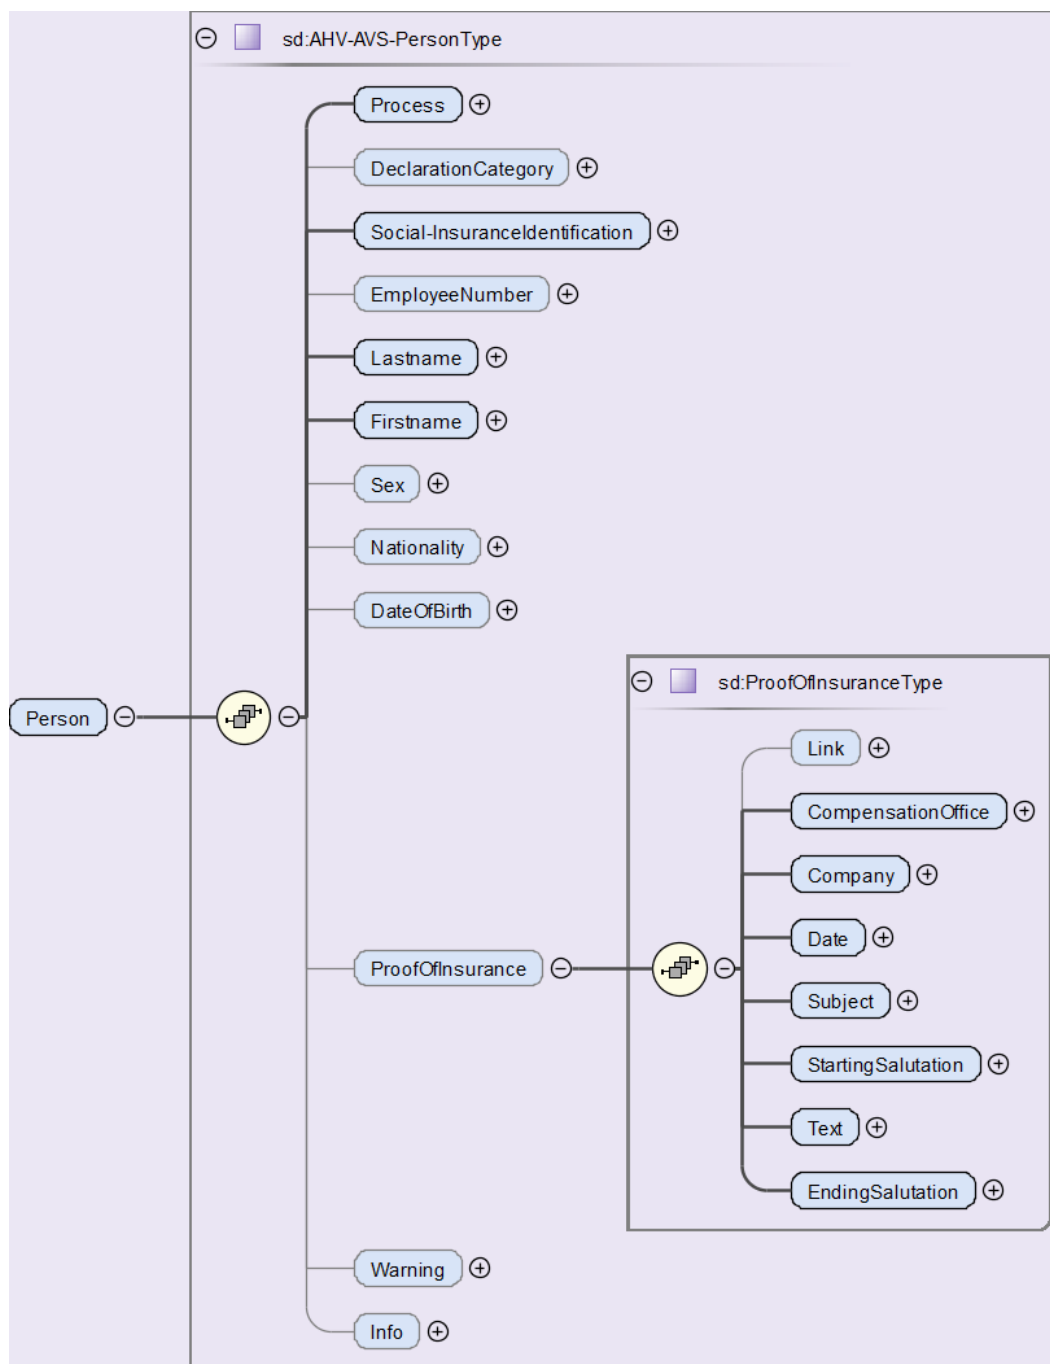 sd:AHV-AVS-PersonType
Process
DeclarationCategory
Social-InsuranceIdentification
EmployeeNumber
Lastname
Firstname
Sex
Nationality
DateOfBirth
sd:ProofOfInsuranceType
Person
Link
CompensationOffice
Company
Date
ProofOfInsurance
Subject
StartingSalutation
Text
EndingSalutation
Warning
Info